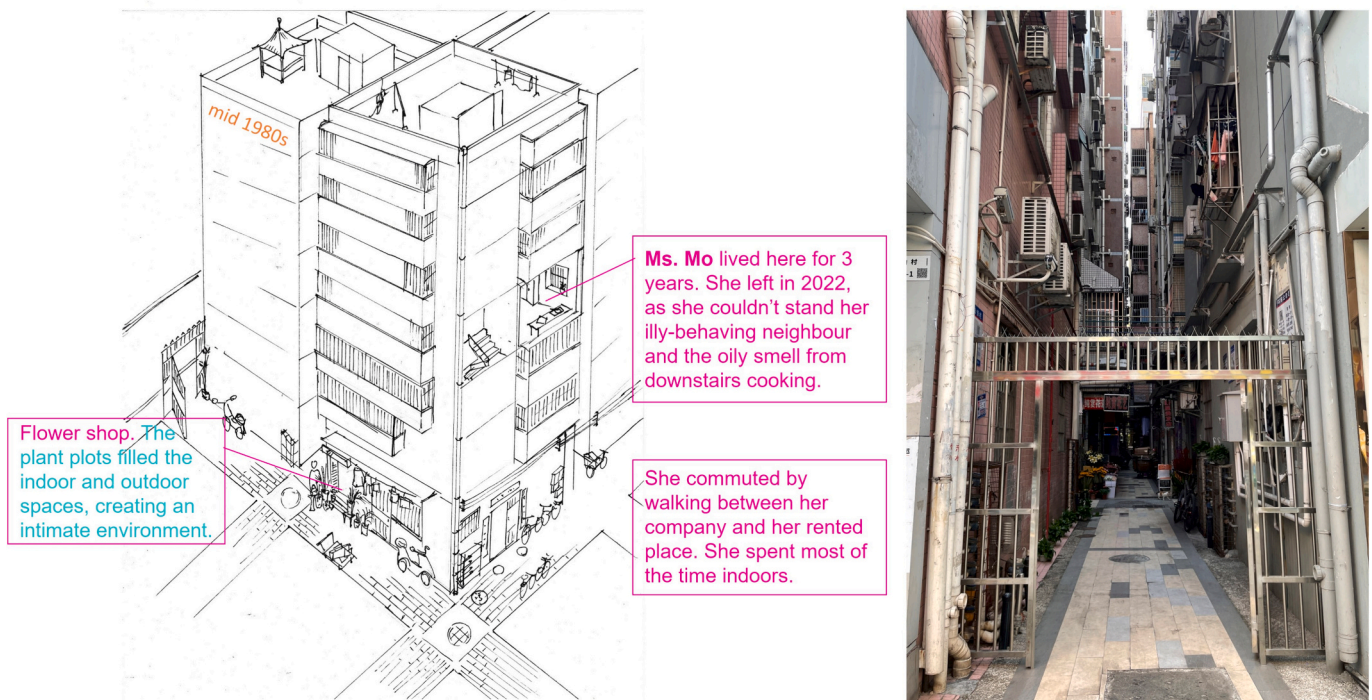 mid 1980s
Ms. Mo lived here for 3
years. She left in 2022,
as she couldn’t stand her
illy-behaving neighbour
and the oily smell from
downstairs cooking.
Flower shop. The
plant plots filled the
indoor and outdoor
spaces, creating an
intimate environment.
She commuted by
walking between her
company and her rented
place. She spent most of
the time indoors.
村